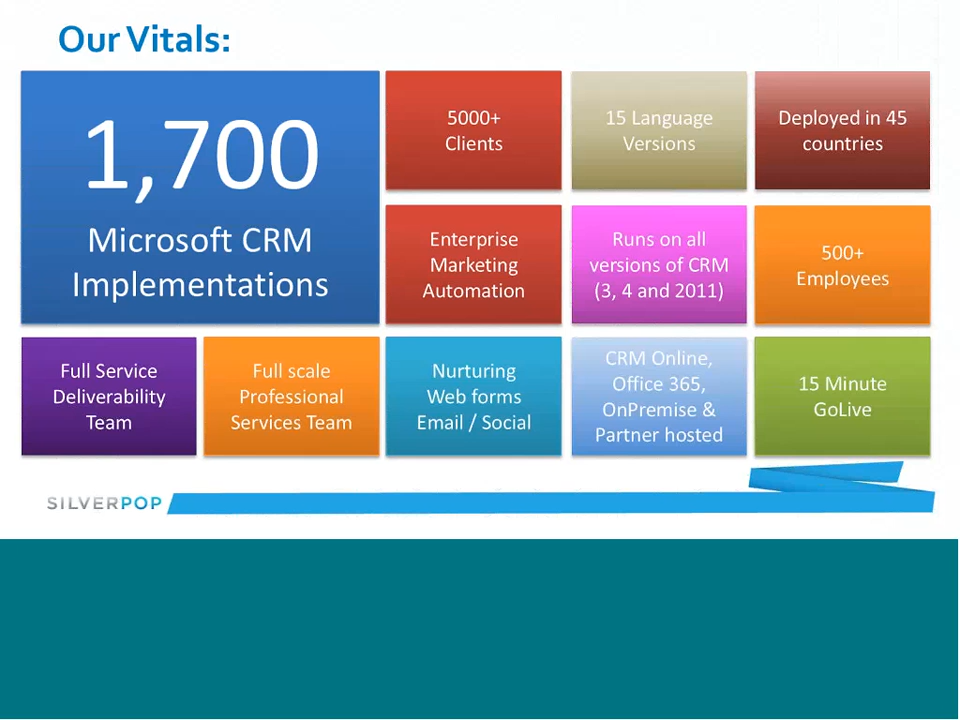 Our Vitals:
1,700
Microsoft CRM
Implementations
5000+
Clients
15 Language
Versions
Deployed in 45
countries
Enterprise
Marketing
Automation
Runs on all
versions of CRM
(3, 4 and 2011)
500+
Employees
Full Service
Deliverability
Team
Full scale
Professional
Services Team
Nurturing
Web forms
Email / Social
CRM Online,
Office 365,
OnPremise &
Partner hosted
15 Minute
GoLive
SILVERPOP